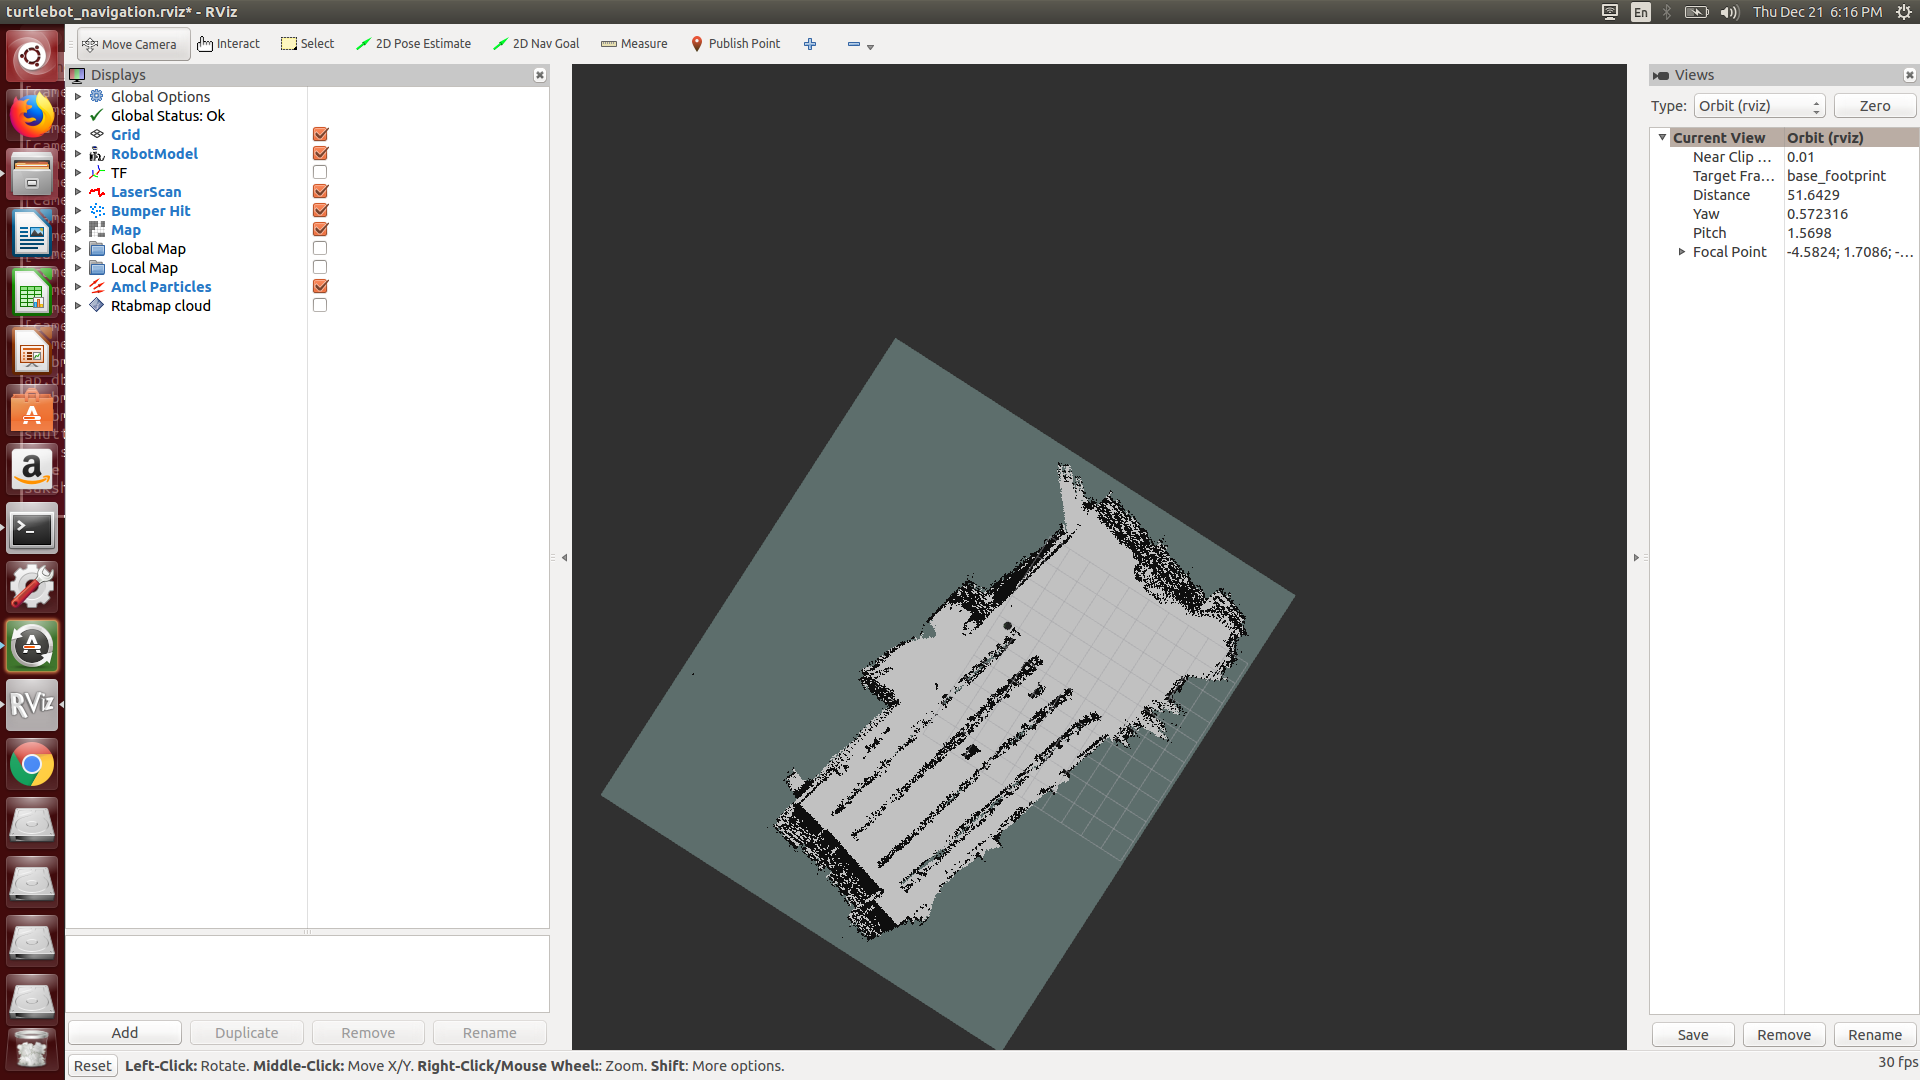 turtlebot_navigation.rviz* - RViz
En
Thu Dec 21 6:16 PM
Move Camera
Interact
Select
2D Pose Estimate
2D Nav Goal
Measure
Publish Point
Displays
Global Options
Global Status: Ok
Grid
RobotModel
TF
LaserScan
Bumper Hit
Map
Global Map
Local Map
Amcl Particles
Rtabmap cloud
Add
Duplicate
Remove
Rename
Views
Type:
Orbit (rviz)
Zero
Current View Orbit (rviz)
Near Clip ... 0.01
Target Fra... base_footprint
Distance 51.6429
Yaw 0.572316
Pitch 1.5698
Focal Point -4.5824; 1.7086; -...
Save
Remove
Rename
RViz
Reset
Left-Click: Rotate. Middle-Click: Move X/Y. Right-Click/Mouse Wheel:: Zoom. Shift: More options.
30 fps